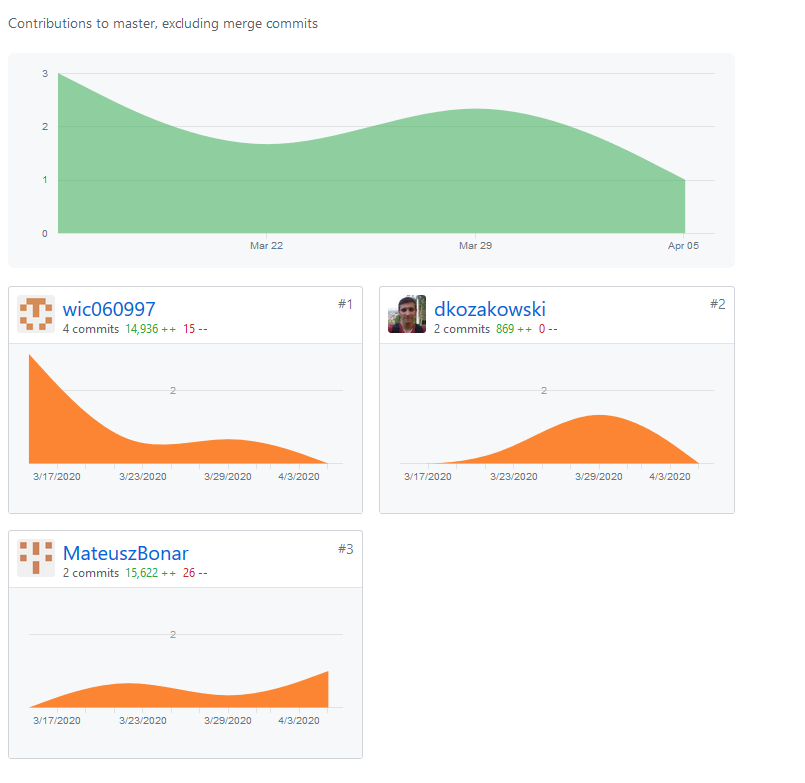 Contributions to master, excluding merge commits
3
2
1
0
Mar 22 Mar 29 Apr 05
wic060997 #1
4 commits 14,936 ++ 15 --
2
3/17/2020 3/23/2020 3/29/2020 4/3/2020
dkozakowski #2
2 commits 869 ++ 0 --
2
3/17/2020 3/23/2020 3/29/2020 4/3/2020
MateuszBonar #3
2 commits 15,622 ++ 26 --
2
3/17/2020 3/23/2020 3/29/2020 4/3/2020